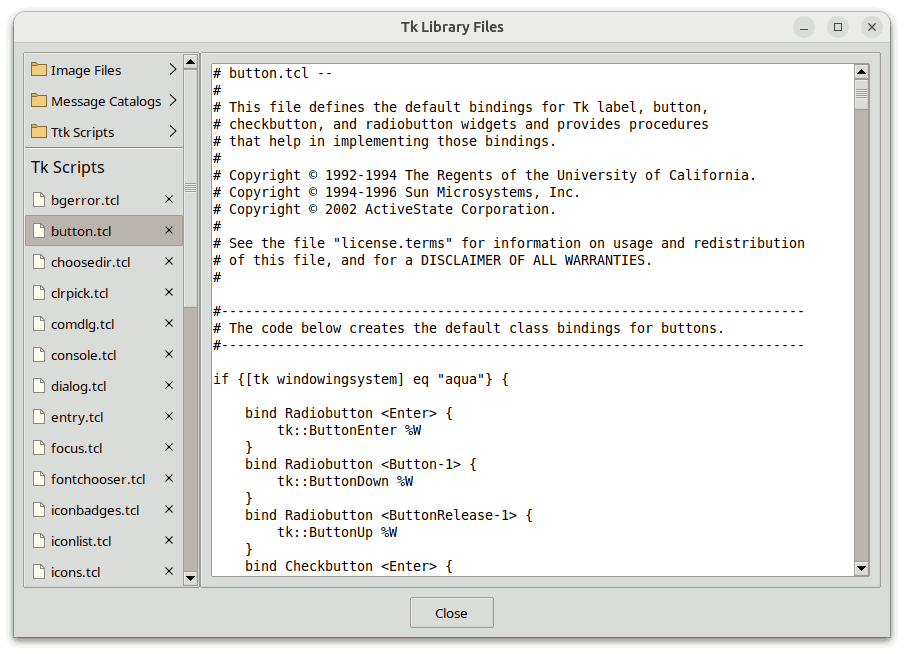 Tk Library Files
Image Files
Message Catalogs
Ttk Scripts
Tk Scripts
bgerror.tcl
button.tcl
choosedir.tcl
clrpick.tcl
comdlg.tcl
console.tcl
dialog.tcl
entry.tcl
focus.tcl
fontchooser.tcl
iconbadges.tcl
iconlist.tcl
icons.tcl
# button.tcl --
#
# This file defines the default bindings for Tk label, button,
# checkbutton, and radiobutton widgets and provides procedures
# that help in implementing those bindings.
#
# Copyright © 1992-1994 The Regents of the University of California.
# Copyright © 1994-1996 Sun Microsystems, Inc.
# Copyright © 2002 ActiveState Corporation.
#
# See the file "license.terms" for information on usage and redistribution
# of this file, and for a DISCLAIMER OF ALL WARRANTIES.
#
#-------------------------------------------------------------------------
# The code below creates the default class bindings for buttons.
#-------------------------------------------------------------------------
if {[tk windowingsystem] eq "aqua"} {
    bind Radiobutton <Enter> {
        tk::ButtonEnter %W
    }
    bind Radiobutton <Button-1> {
        tk::ButtonDown %W
    }
    bind Radiobutton <ButtonRelease-1> {
        tk::ButtonUp %W
    }
    bind Checkbutton <Enter> {
Close